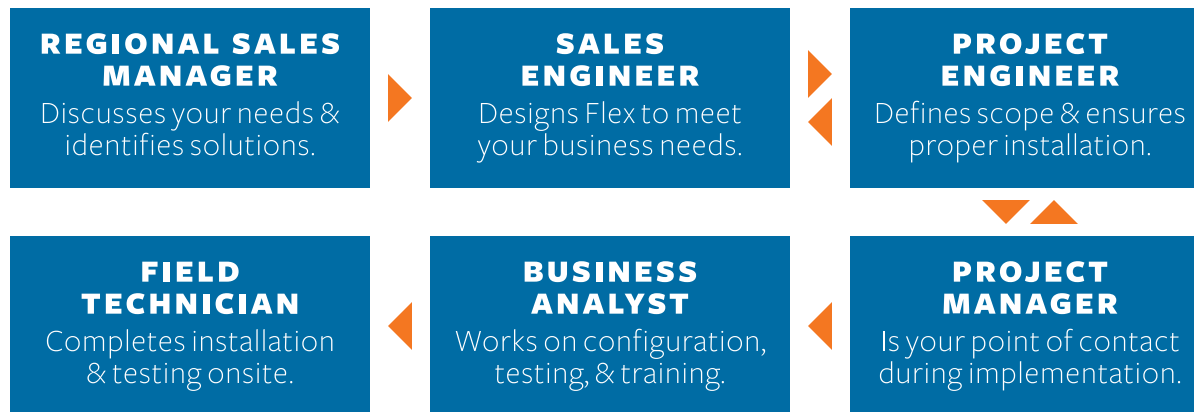 REGIONAL SALES
MANAGER
Discusses your needs &
identifies solutions.
SALES
ENGINEER
Designs Flex to meet
your business needs.
PROJECT
ENGINEER
Defines scope & ensures
proper installation.
FIELD
TECHNICIAN
Completes installation
& testing onsite.
BUSINESS
ANALYST
Works on configuration,
testing, & training.
PROJECT
MANAGER
Is your point of contact
during implementation.